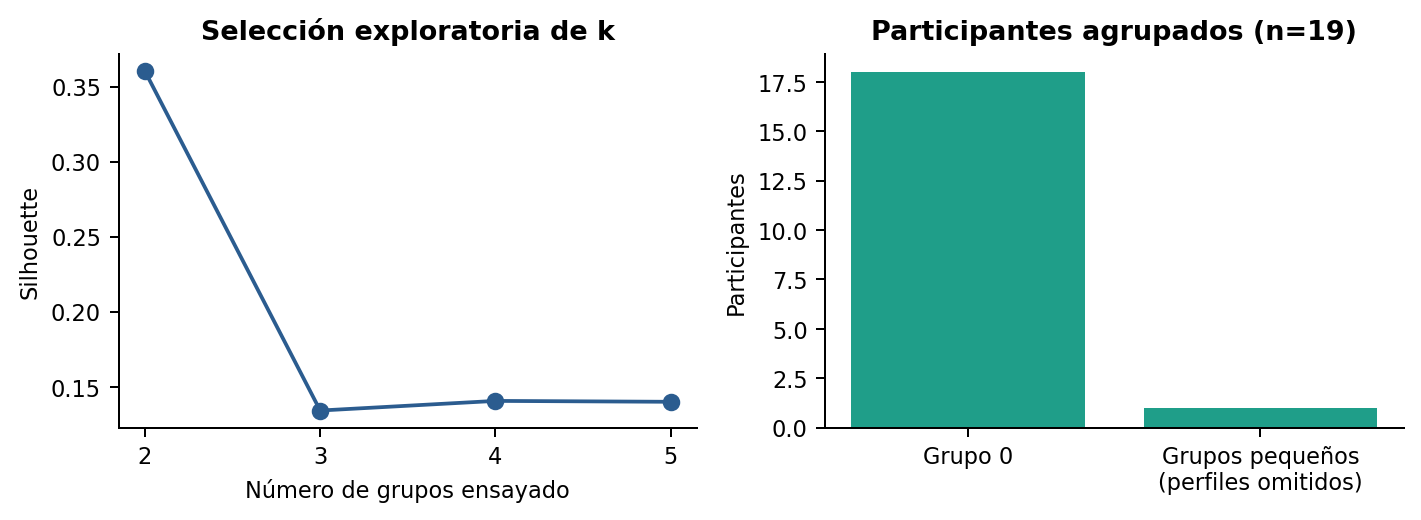 Selección exploratoria de k
Silhouette
0.35
0.30
0.25
0.20
0.15
2
3
4
5
Número de grupos ensayado
Participantes agrupados (n=19)
Participantes
17.5
15.0
12.5
10.0
7.5
5.0
2.5
0.0
Grupo 0
Grupos pequeños
(perfiles omitidos)